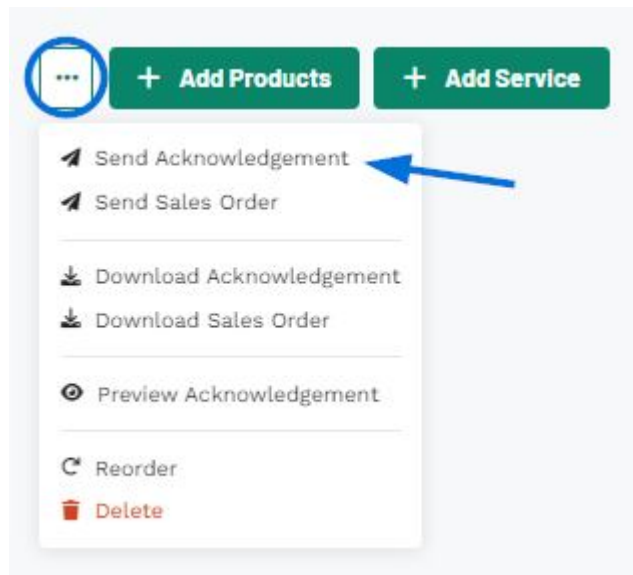 ... + Add Products + Add Service
Send Acknowledgement
Send Sales Order
Download Acknowledgement
Download Sales Order
Preview Acknowledgement
Reorder
Delete